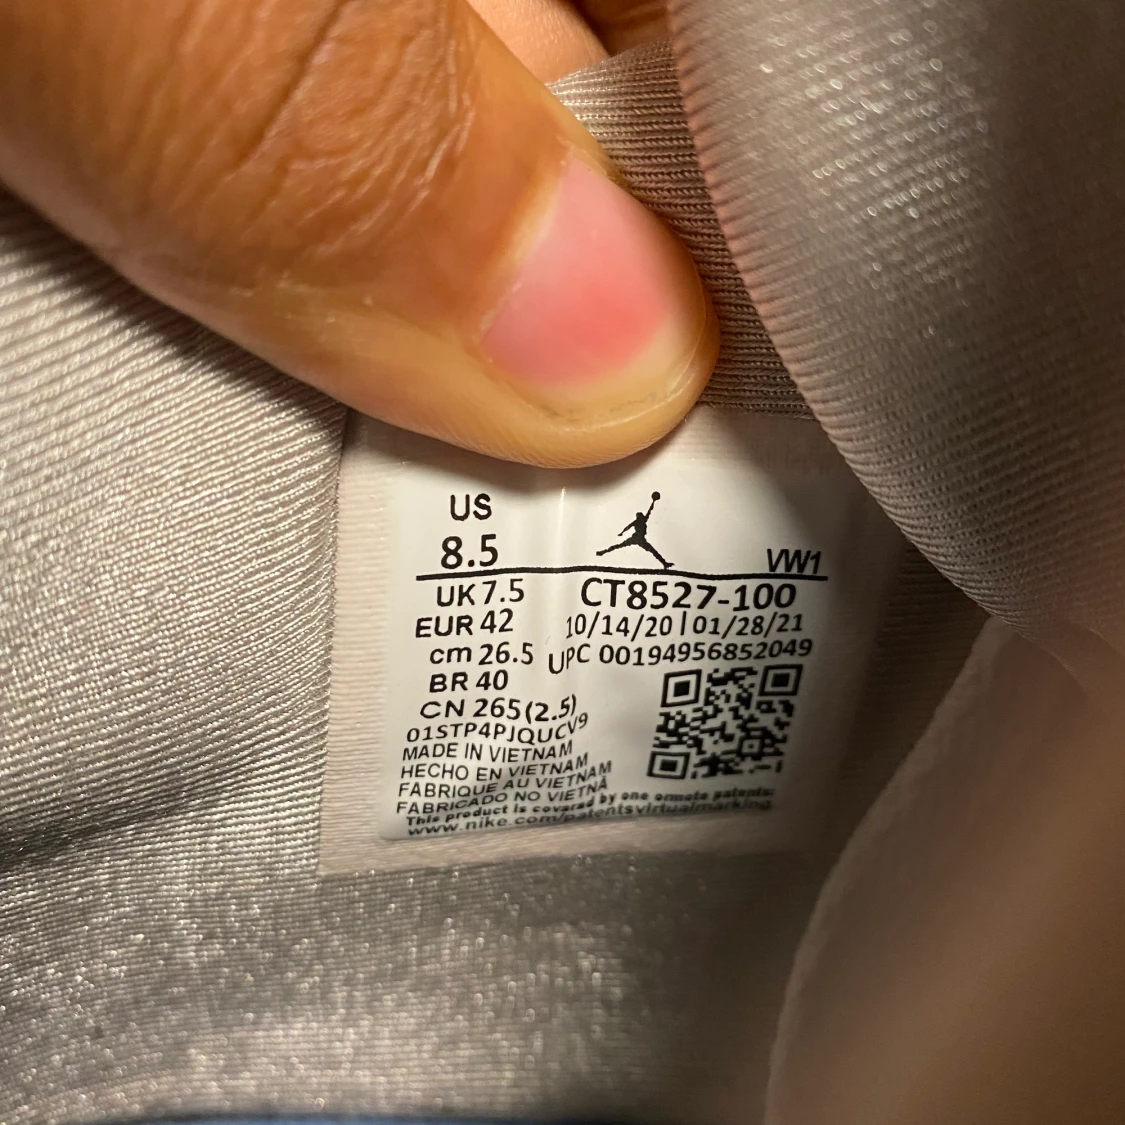 US
8.5
VW1
UK 7.5
CT8527-100
EUR 42
10/14/20 | 01/28/21
cm 26.5
UPC 00194956852049
BR 40
CN 265(2.5)
01STP4PJQUCV9
MADE IN VIETNAM
HECHO EN VIETNAM
FABRIQUE AU VIETNAM
FABRICADO NO VIETNÃ
This product is covered by one ormote patents:
www.nike.com/patentsvirtualmarking